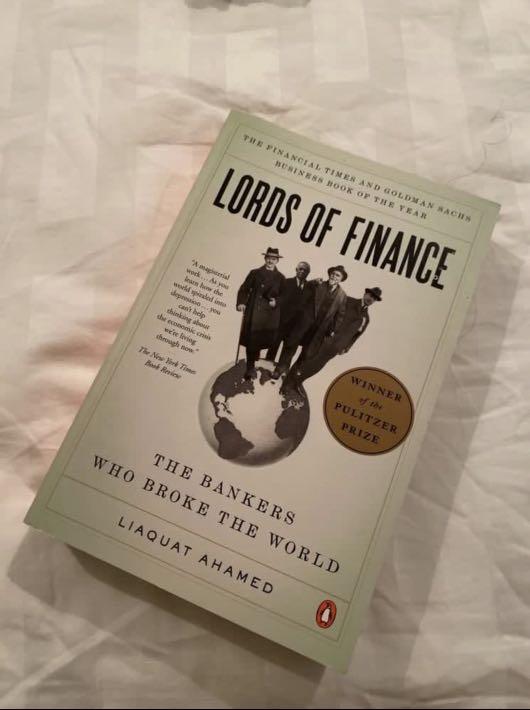 THE FINANCIAL TIMES AND GOLDMAN SACHS
BUSINESS BOOK OF THE YEAR
LORDS OF FINANCE
"A magisterial
work... As you
learn how the
world spiraled into
depression... you
can't help
thinking about
the economic crisis
we're living
through now."
The New York Times
Book Review
WINNER
of the
PULITZER
PRIZE
THE BANKERS
WHO BROKE THE WORLD
LIAQUAT AHAMED